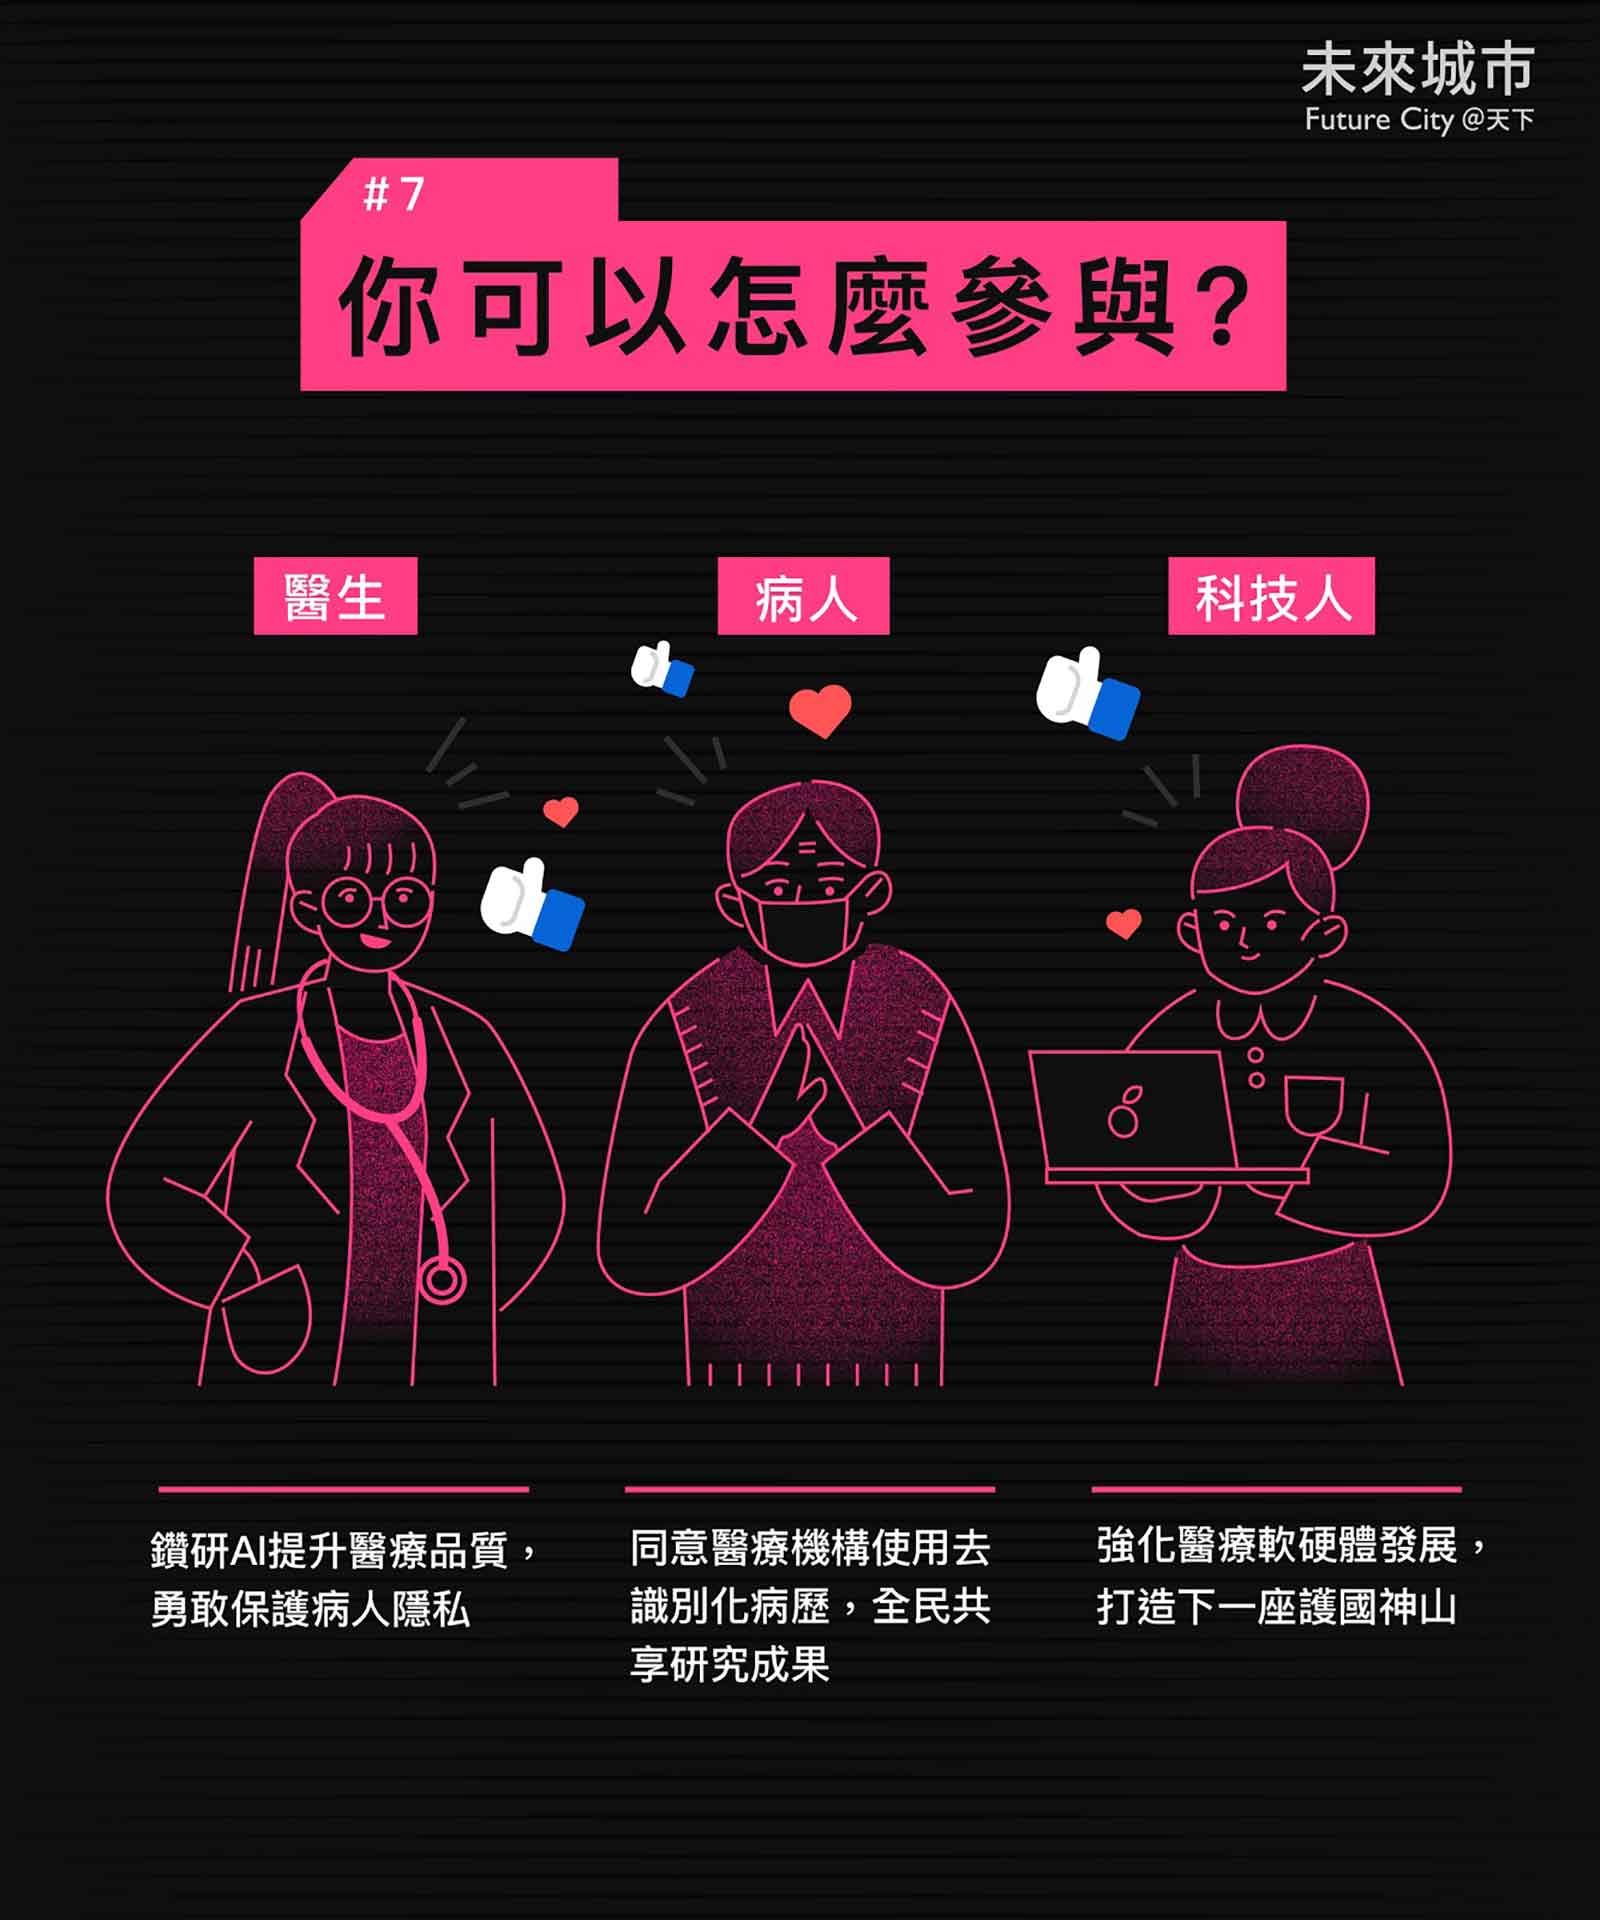 未來城市
Future City @天下
#7
你可以怎麼參與?
醫生
病人
科技人
鑽研AI提升醫療品質，
勇敢保護病人隱私
同意醫療機構使用去
識別化病歷，全民共
享研究成果
強化醫療軟硬體發展，
打造下一座護國神山